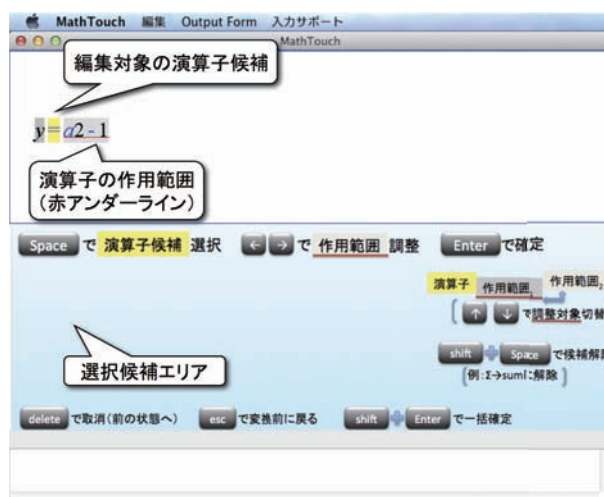 MathTouch 編集 Output Form 入力サポート
MathTouch
編集対象の演算子候補
y = a2 - 1
演算子の作用範囲
(赤アンダーライン)
Space で 演算子候補 選択 ← → で 作用範囲 調整 Enter で確定
演算子 作用範囲1 作用範囲2
( ↑ ↓ で調整対象切替
shift + Space で候補解
選択候補エリア
(例:Σ→sumに解除)
delete で取消(前の状態へ) esc で変換前に戻る shift + Enter で一括確定